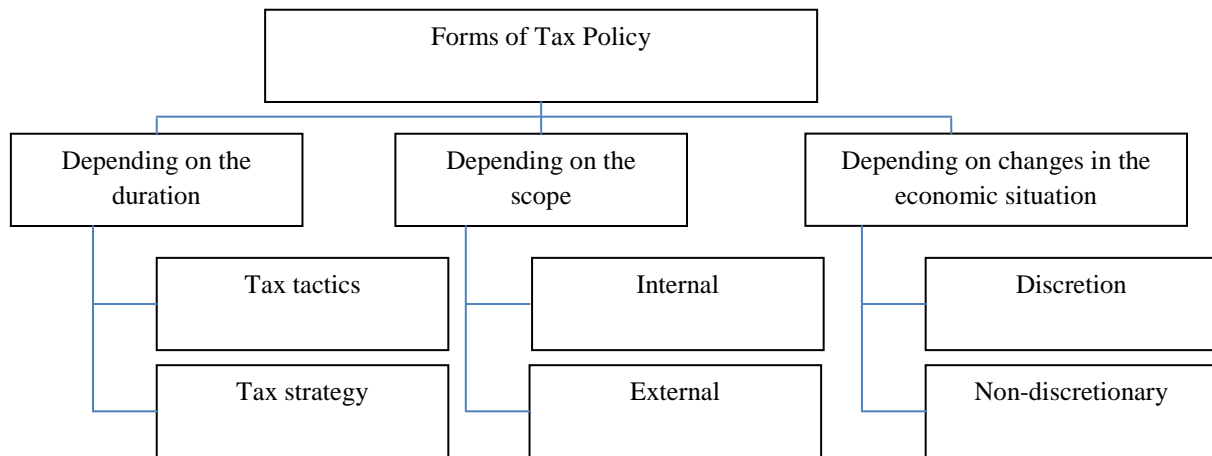 Forms of Tax Policy
Depending on the
duration
Depending on the
scope
Depending on changes in the
economic situation
Tax tactics
Internal
Discretion
Tax strategy
External
Non-discretionary